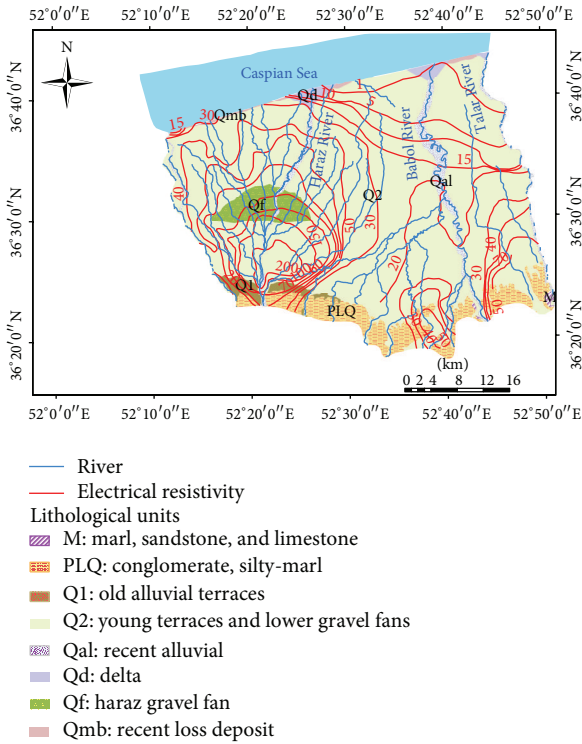 52°0′0″E 52°10′0″E 52°20′0″E 52°30′0″E 52°40′0″E 52°50′0″E
N
Caspian Sea
36°40′0″N
36°40′0″N
Qd
10
1
5
15
30
Qmb
Haraz River
Babol River
Talar River
15
40
Qal
Q2
Qf
36°30′0″N
36°30′0″N
50
50
30
20
40
30
200
Q1
M
50
PLQ
36°20′0″N
36°20′0″N
(km)
0 2 4 8 12 16
52°0′0″E 52°10′0″E 52°20′0″E 52°30′0″E 52°40′0″E 52°50′0″E
River
Electrical resistivity
Lithological units
M: marl, sandstone, and limestone
PLQ: conglomerate, silty-marl
Q1: old alluvial terraces
Q2: young terraces and lower gravel fans
Qal: recent alluvial
Qd: delta
Qf: haraz gravel fan
Qmb: recent loss deposit